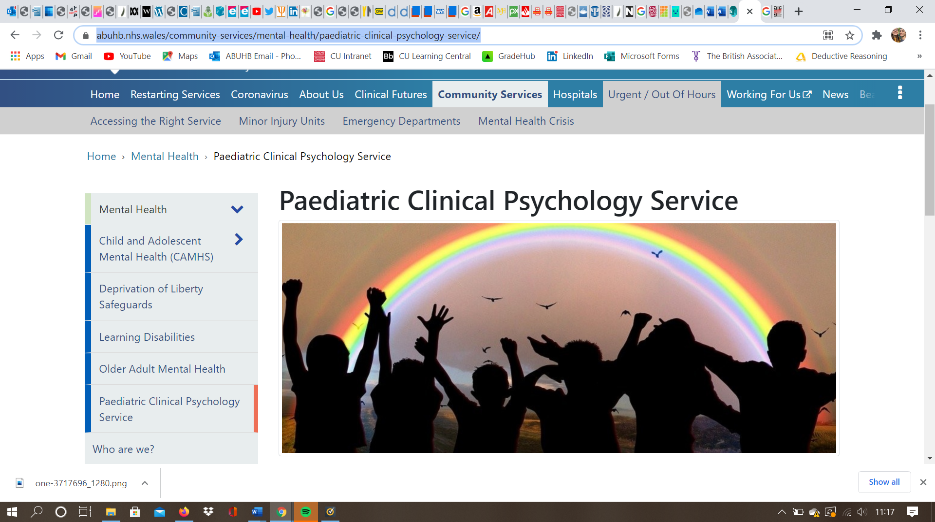 abuhb.nhs.wales/community-services/mental-health/paediatric-clinical-psychology-service/
Apps Gmail YouTube Maps ABUHB Email - Pho... CU Intranet Bb CU Learning Central GradeHub LinkedIn Microsoft Forms The British Associat... Deductive Reasoning »
Home Restarting Services Coronavirus About Us Clinical Futures Community Services Hospitals Urgent / Out Of Hours Working For Us News Be
Accessing the Right Service Minor Injury Units Emergency Departments Mental Health Crisis
Home › Mental Health › Paediatric Clinical Psychology Service
Paediatric Clinical Psychology Service
Mental Health
Child and Adolescent
Mental Health (CAMHS)
Deprivation of Liberty
Safeguards
Learning Disabilities
Older Adult Mental Health
Paediatric Clinical Psychology
Service
Who are we?
one-3717696_1280.png
Show all
11:17